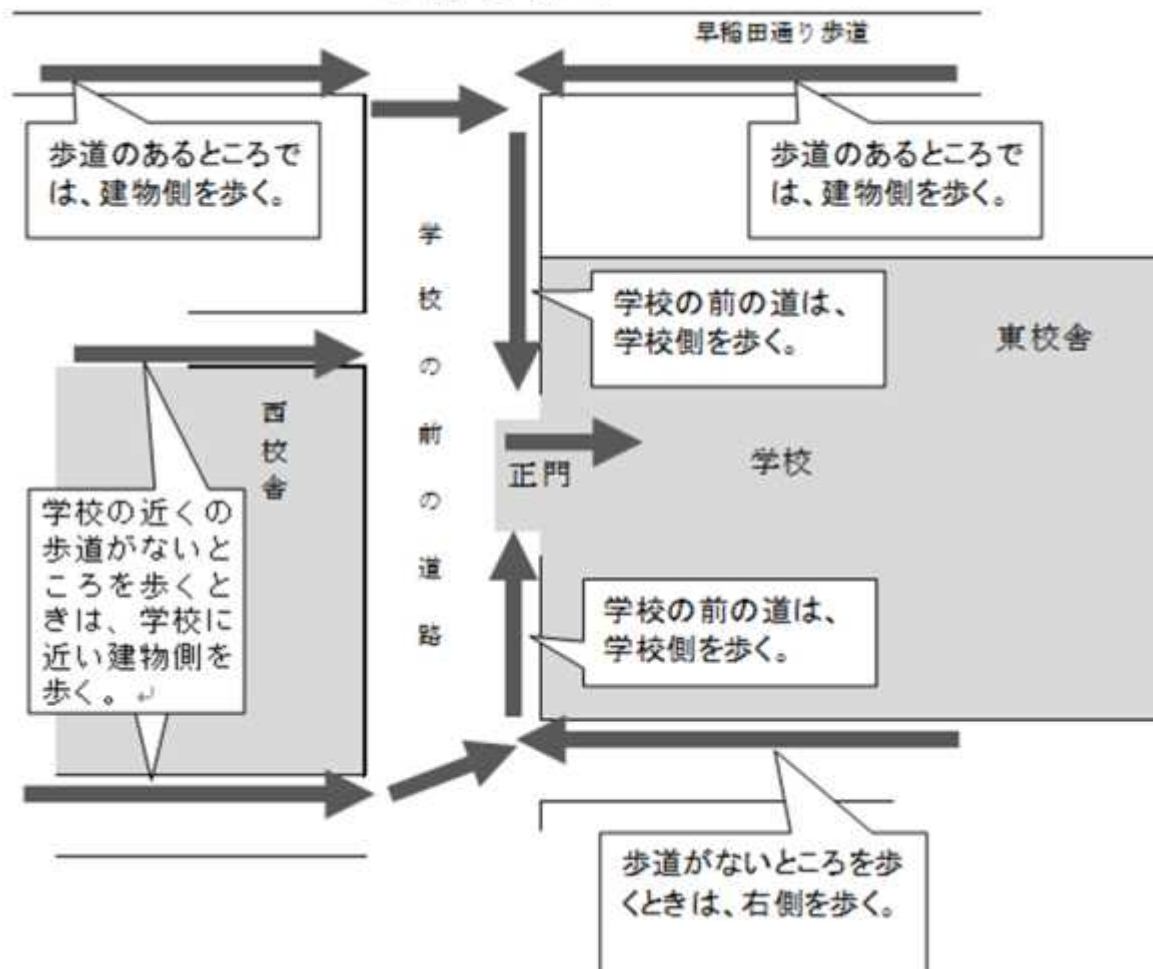 早稲田通り歩道
歩道のあるところで
は、建物側を歩く。
歩道のあるところで
は、建物側を歩く。
学校の前の道路
学校の前の道は、
学校側を歩く。
東校舎
西校舎
正門
学校
学校の近くの
歩道がないと
ころを歩くと
きは、学校に
近い建物側を
歩く。↵
学校の前の道は、
学校側を歩く。
歩道がないところを歩
くときは、右側を歩く。